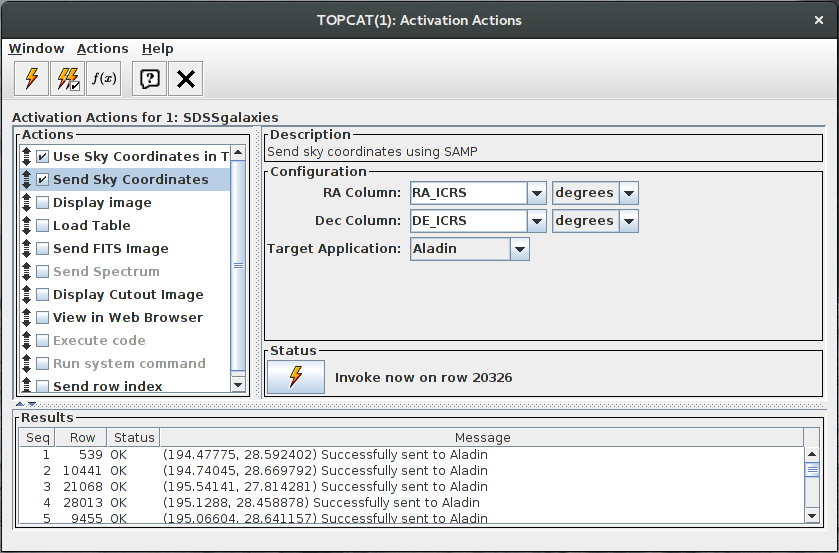 TOPCAT(1): Activation Actions
Window Actions Help
f(x)
Activation Actions for 1: SDSSgalaxies
Actions
Use Sky Coordinates in T
Send Sky Coordinates
Display image
Load Table
Send FITS Image
Send Spectrum
Display Cutout Image
View in Web Browser
Execute code
Run system command
Send row index
Description
Send sky coordinates using SAMP
Configuration
RA Column: RA_ICRS degrees
Dec Column: DE_ICRS degrees
Target Application: Aladin
Status
Invoke now on row 20326
Results
Seq Row Status Message
1 539 OK (194.47775, 28.592402) Successfully sent to Aladin
2 10441 OK (194.74045, 28.669792) Successfully sent to Aladin
3 21068 OK (195.54141, 27.814281) Successfully sent to Aladin
4 28013 OK (195.1288, 28.458878) Successfully sent to Aladin
5 9455 OK (195.06604, 28.641157) Successfully sent to Aladin